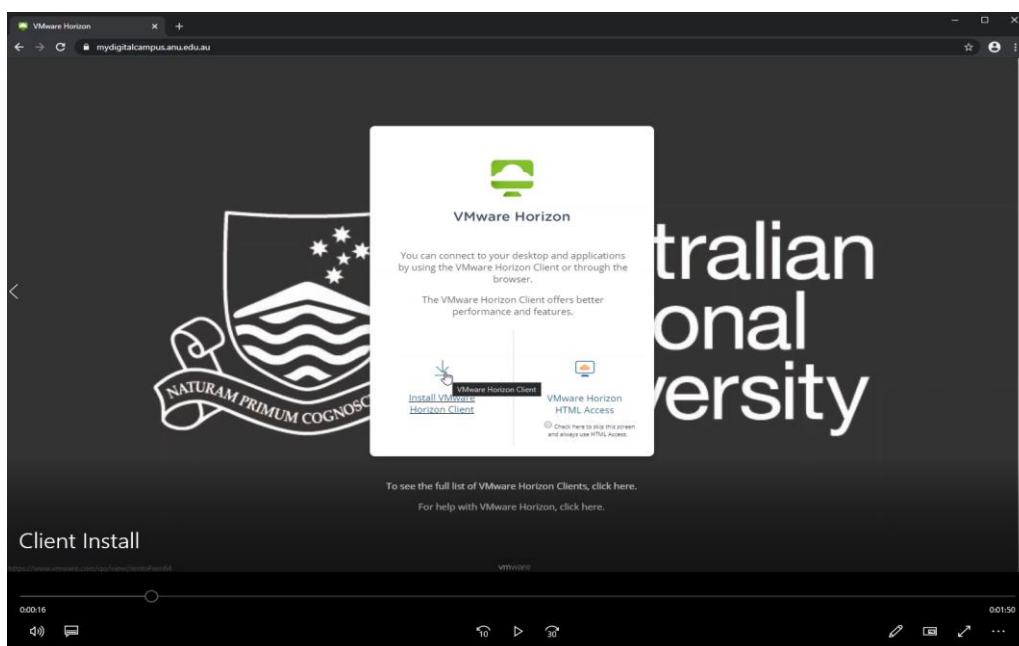 VMware Horizon
mydigitalcampus.anu.edu.au
VMware Horizon
You can connect to your desktop and applications
by using the VMware Horizon Client or through the
browser.
The VMware Horizon Client offers better
performance and features.
Install VMware
Horizon Client
VMware Horizon Client
VMware Horizon
HTML Access
Check here to skip this screen
and always use HTML Access.
tralian
onal
versity
NATURAM PRIMUM COGNOSC
To see the full list of VMware Horizon Clients, click here.
For help with VMware Horizon, click here.
Client Install
vmware
0:00:16
0:01:50
10
30